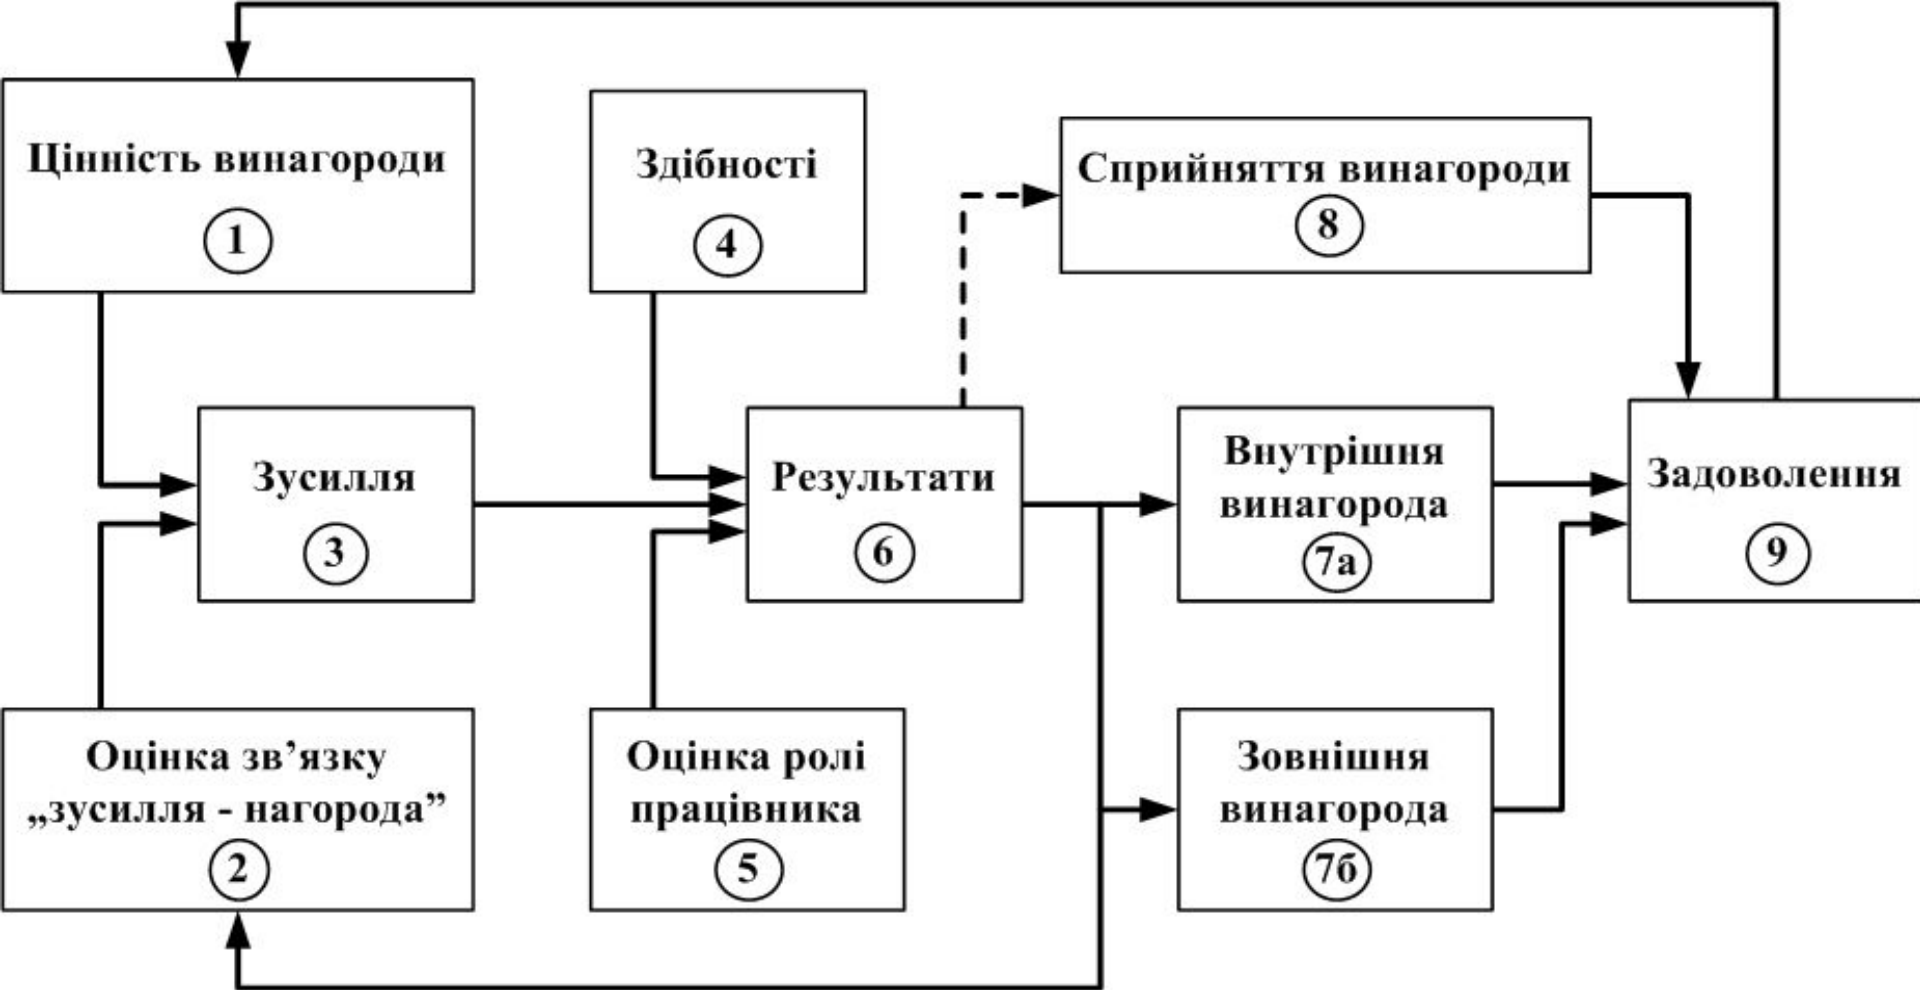 Цінність винагороди
1
Здібності
4
Сприйняття винагороди
8
Зусилля
3
Результати
6
Внутрішня
винагорода
7а
Задоволення
9
Оцінка зв’язку
„зусилля - нагорода”
2
Оцінка ролі
працівника
5
Зовнішня
винагорода
7б